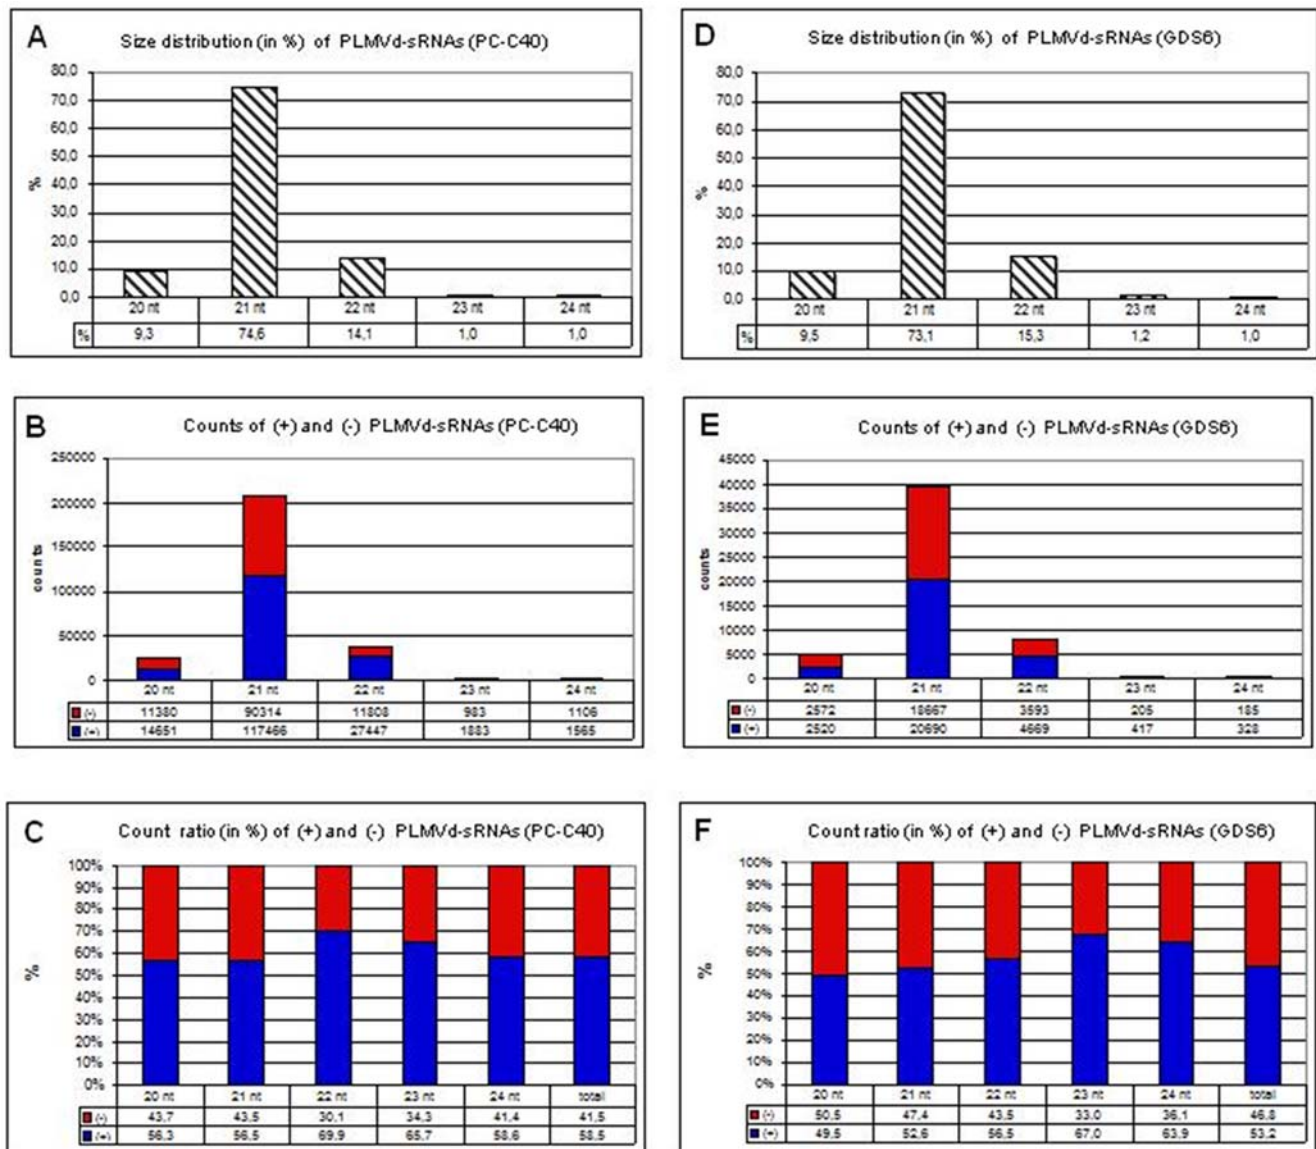 A
Size distribution (in %) of PLMVd-sRNAs (PC-C40)
80,0
70,0
60,0
50,0
40,0
30,0
20,0
10,0
0,0
%
20 nt 21 nt 22 nt 23 nt 24 nt
% 9,3 74,6 14,1 1,0 1,0
D
Size distribution (in %) of PLMVd-sRNAs (GDS6)
80,0
70,0
60,0
50,0
40,0
30,0
20,0
10,0
0,0
%
20 nt 21 nt 22 nt 23 nt 24 nt
% 9,5 73,1 15,3 1,2 1,0
B
Counts of (+) and (-) PLMVd-sRNAs (PC-C40)
250000
200000
150000
100000
50000
0
counts
20 nt 21 nt 22 nt 23 nt 24 nt
(-) 11380 90314 11808 983 1106
(+) 14651 117466 27447 1883 1565
E
Counts of (+) and (-) PLMVd-sRNAs (GDS6)
45000
40000
35000
30000
25000
20000
15000
10000
5000
0
counts
20 nt 21 nt 22 nt 23 nt 24 nt
(-) 2572 18667 3593 205 185
(+) 2520 20690 4669 417 328
C
Count ratio (in %) of (+) and (-) PLMVd-sRNAs (PC-C40)
100%
90%
80%
70%
60%
50%
40%
30%
20%
10%
0%
%
20 nt 21 nt 22 nt 23 nt 24 nt total
(-) 43,7 43,5 30,1 34,3 41,4 41,5
(+) 56,3 56,5 69,9 65,7 58,6 58,5
F
Count ratio (in %) of (+) and (-) PLMVd-sRNAs (GDS6)
100%
90%
80%
70%
60%
50%
40%
30%
20%
10%
0%
%
20 nt 21 nt 22 nt 23 nt 24 nt total
(-) 50,5 47,4 43,5 33,0 36,1 46,8
(+) 49,5 52,6 56,5 67,0 63,9 53,2